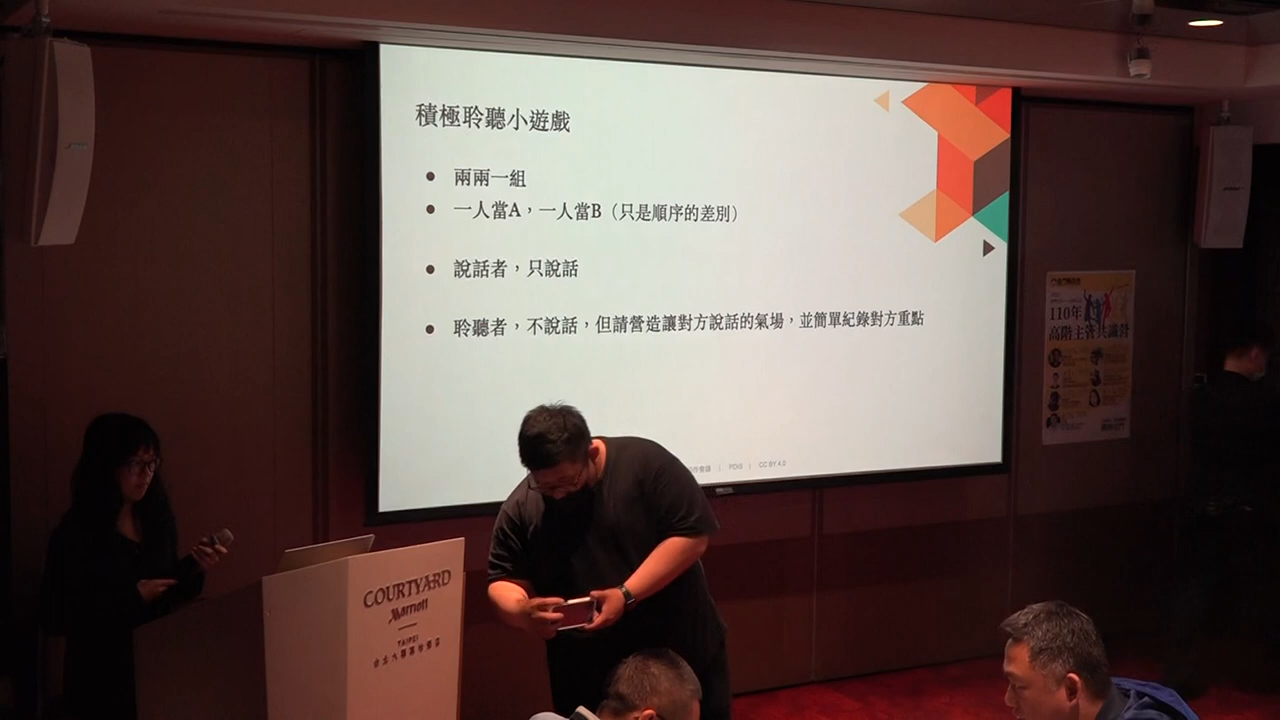 積極聆聽小遊戲
● 兩兩一組
● 一人當A，一人當B（只是順序的差別）
● 說話者，只說話
● 聆聽者，不說話，但請營造讓對方說話的氣場，並簡單紀錄對方重點
| PDIS | CC BY 4.0
110年
高階主管共識營
COURTYARD
Marriott
TAIPEI